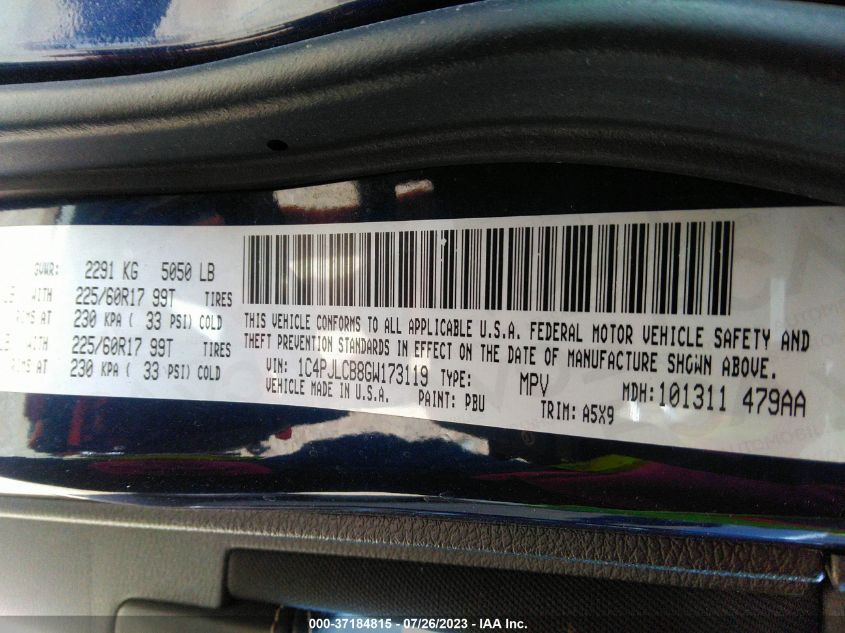 GVWR: 2291 KG 5050 LB
WITH 225/60R17 99T TIRES
RIMS AT 230 KPA ( 33 PSI) COLD
WITH 225/60R17 99T TIRES
RIMS AT 230 KPA ( 33 PSI) COLD
THIS VEHICLE CONFORMS TO ALL APPLICABLE U.S.A. FEDERAL MOTOR VEHICLE SAFETY AND
THEFT PREVENTION STANDARDS IN EFFECT ON THE DATE OF MANUFACTURE SHOWN ABOVE.
VIN: 1C4PJLCB8GW173119 TYPE: MPV MDH: 101311 479AA
VEHICLE MADE IN U.S.A. PAINT: PBU TRIM: A5X9
000-37184815 - 07/26/2023 - IAA Inc.